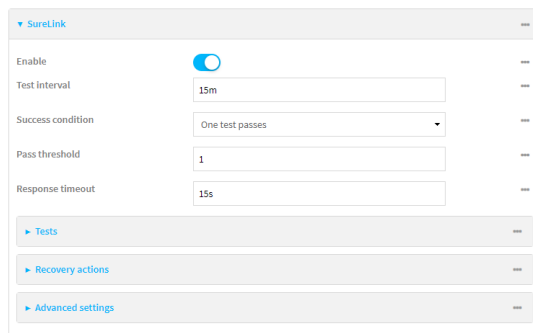 SureLink
Enable
Test interval
15m
Success condition
One test passes
Pass threshold
1
Response timeout
15s
Tests
Recovery actions
Advanced settings